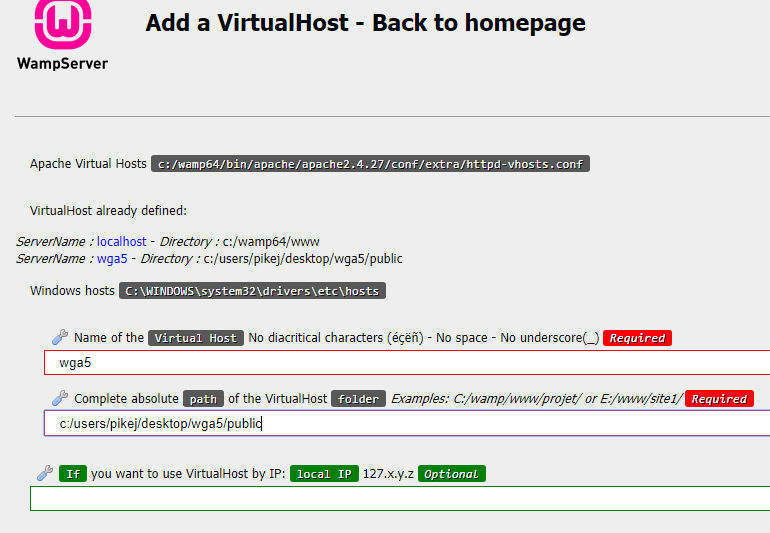 Add a VirtualHost - Back to homepage
WampServer
Apache Virtual Hosts c:/wamp64/bin/apache/apache2.4.27/conf/extra/httpd-vhosts.conf
VirtualHost already defined:
ServerName : localhost - Directory : c:/wamp64/www
ServerName : wga5 - Directory : c:/users/pikej/desktop/wga5/public
Windows hosts C:\WINDOWS\system32\drivers\etc\hosts
Name of the Virtual Host No diacritical characters (éçëñ) - No space - No underscore(_) Required
wga5
Complete absolute path of the VirtualHost folder Examples: C:/wamp/www/projet/ or E:/www/site1/ Required
c:/users/pikej/desktop/wga5/public
If you want to use VirtualHost by IP: local IP 127.x.y.z Optional